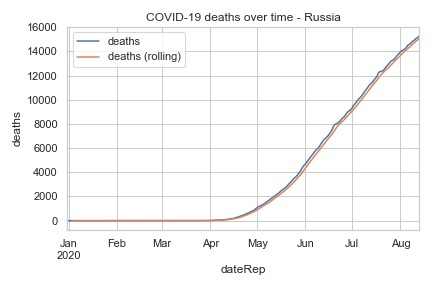 COVID-19 deaths over time - Russia
16000
14000
12000
10000
8000
6000
4000
2000
0
deaths
deaths
deaths (rolling)
Jan Feb Mar Apr May Jun Jul Aug
2020
dateRep